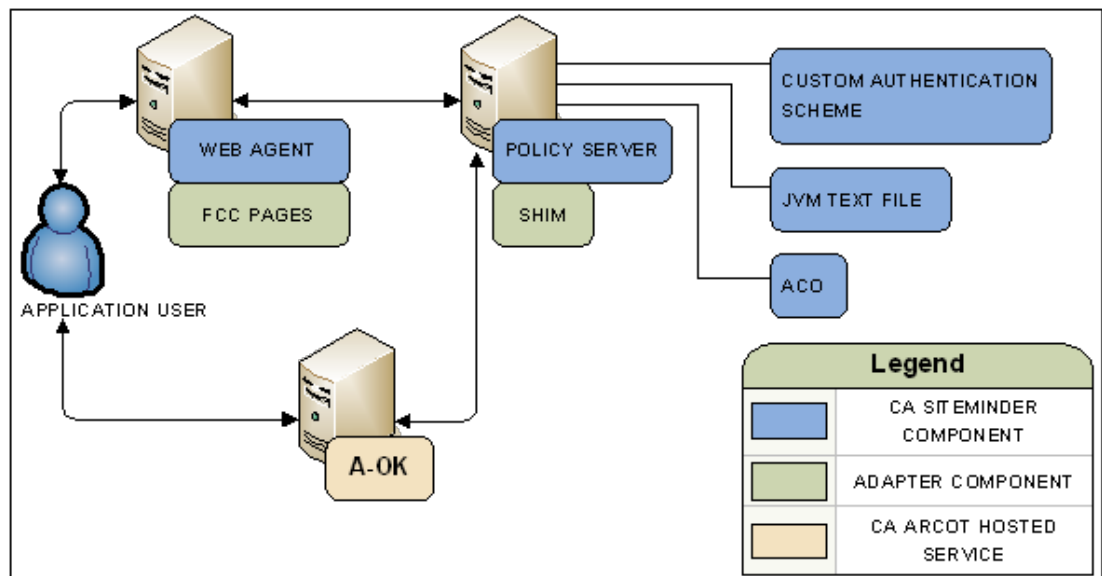 WEB AGENT
FCC PAGES
POLICY SERVER
SHIM
CUSTOM AUTHENTICATION
SCHEME
JVM TEXT FILE
ACO
APPLICATION USER
A-OK
Legend
CA SITEMINDER
COMPONENT
ADAPTER COMPONENT
CA ARCOT HOSTED
SERVICE